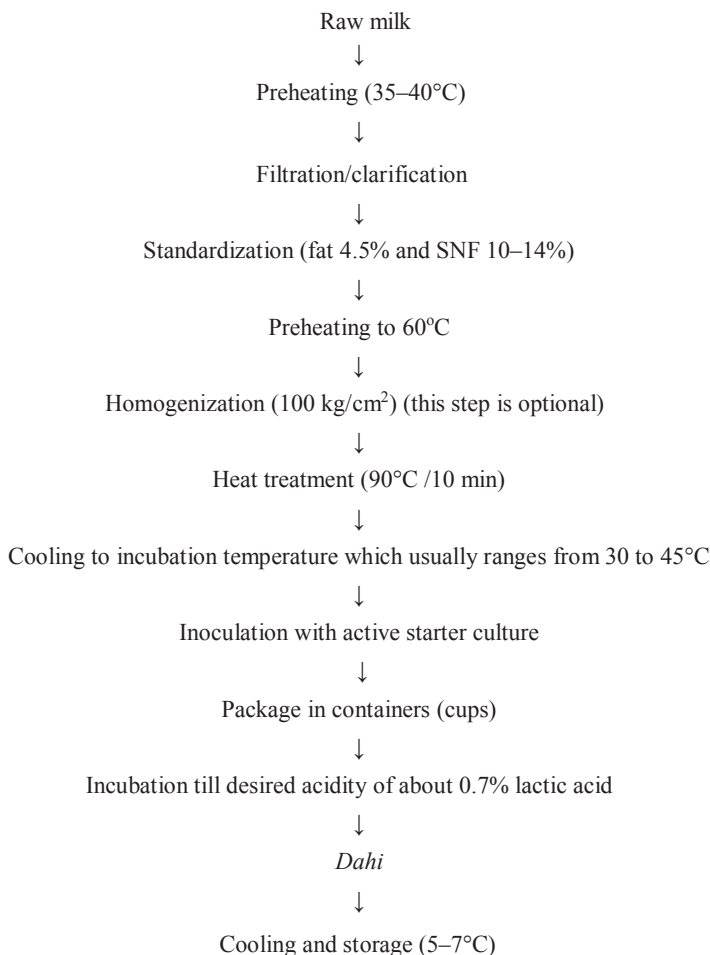 Raw milk
↓
Preheating (35–40°C)
↓
Filtration/clarification
↓
Standardization (fat 4.5% and SNF 10–14%)
↓
Preheating to 60°C
↓
Homogenization (100 kg/cm²) (this step is optional)
↓
Heat treatment (90°C /10 min)
↓
Cooling to incubation temperature which usually ranges from 30 to 45°C
↓
Inoculation with active starter culture
↓
Package in containers (cups)
↓
Incubation till desired acidity of about 0.7% lactic acid
↓
Dahi
↓
Cooling and storage (5–7°C)